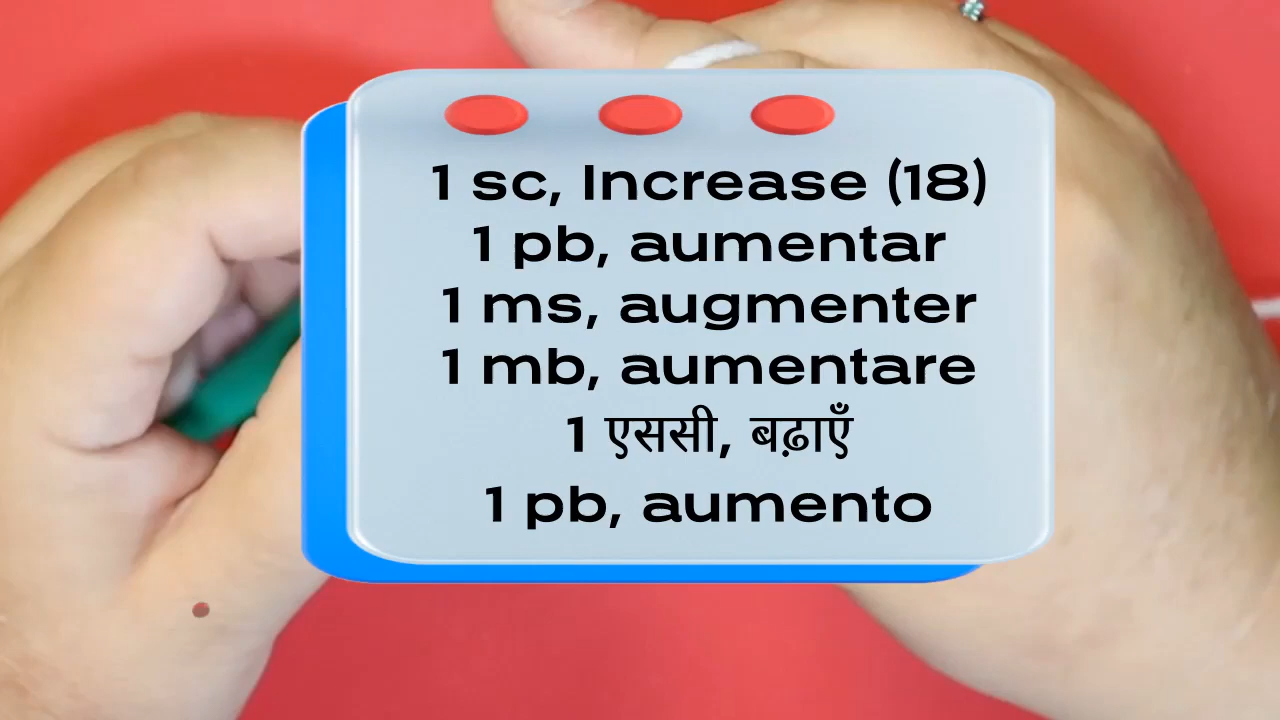 1 sc, Increase (18)
1 pb, aumentar
1 ms, augmenter
1 mb, aumentare
1 एससी, बढ़ाएँ
1 pb, aumento